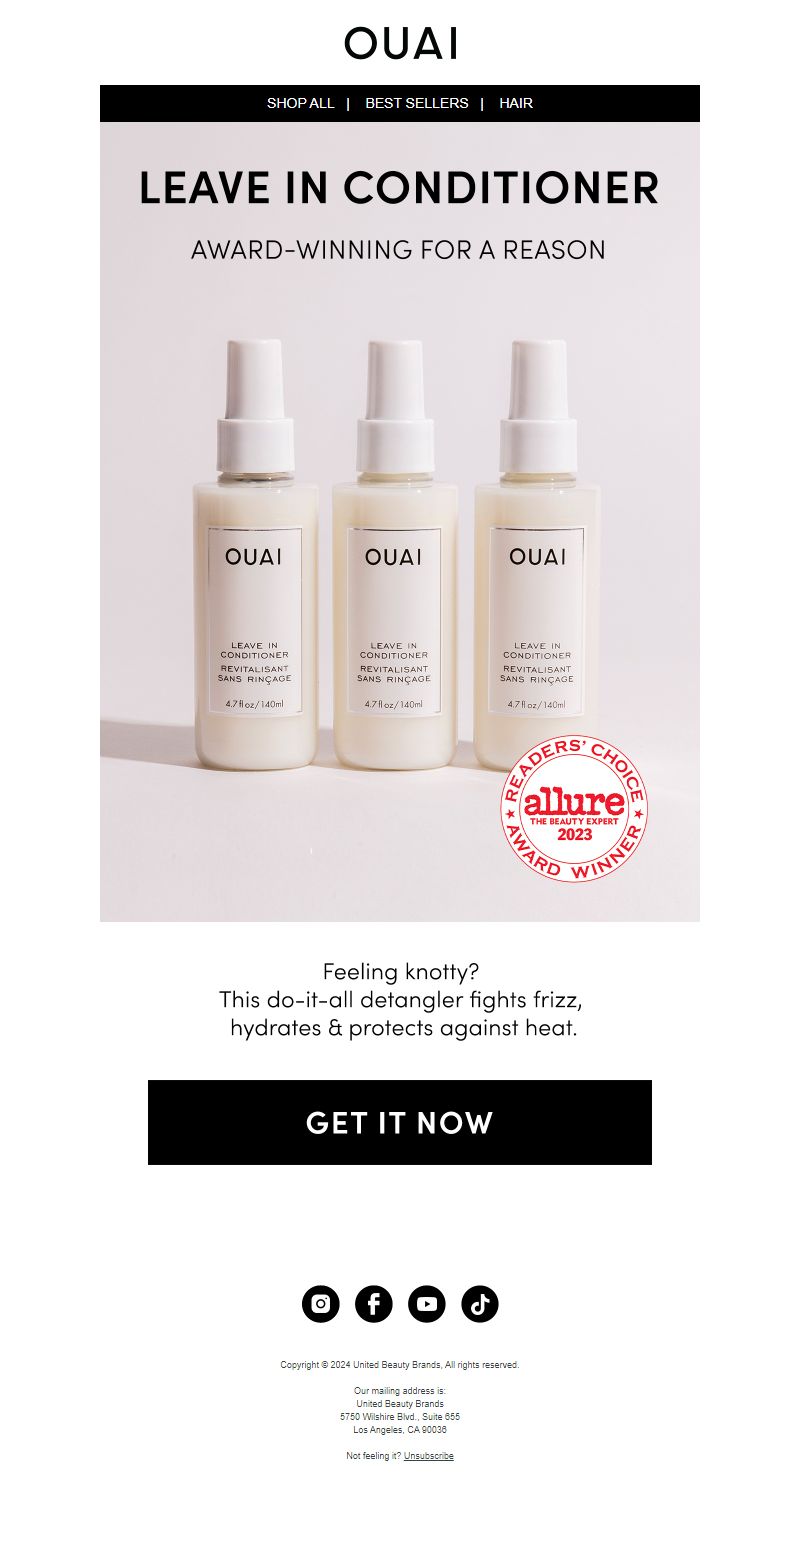 OUAI
SHOP ALL | BEST SELLERS | HAIR
LEAVE IN CONDITIONER
AWARD-WINNING FOR A REASON
OUAI
LEAVE IN
CONDITIONER
REVITALISANT
SANS RINÇAGE
4.7 fl oz/140ml
OUAI
LEAVE IN
CONDITIONER
REVITALISANT
SANS RINÇAGE
4.7 fl oz/140ml
OUAI
LEAVE IN
CONDITIONER
REVITALISANT
SANS RINÇAGE
4.7 fl oz/140ml
READERS' CHOICE
allure
THE BEAUTY EXPERT
2023
AWARD WINNER
Feeling knotty?
This do-it-all detangler fights frizz,
hydrates & protects against heat.
GET IT NOW
Copyright © 2024 United Beauty Brands, All rights reserved.
Our mailing address is:
United Beauty Brands
5750 Wilshire Blvd., Suite 655
Los Angeles, CA 90036
Not feeling it? Unsubscribe